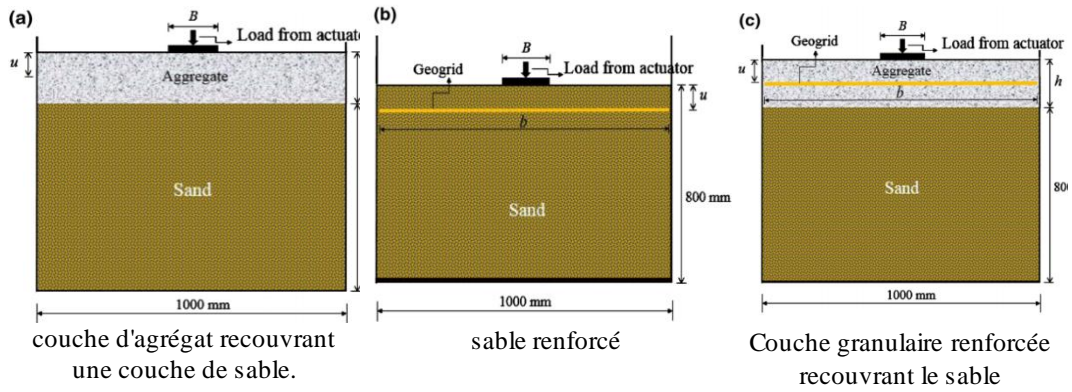 (a)
B
Load from actuator
u
Aggregate
Sand
1000 mm
couche d'agrégat recouvrant
une couche de sable.
(b)
B
Load from actuator
Geogrid
u
b
800 mm
Sand
1000 mm
sable renforcé
(c)
B
Geogrid
Load from actuator
u
Aggregate
h
b
Sand
800
1000 mm
Couche granulaire renforcée
recouvrant le sable